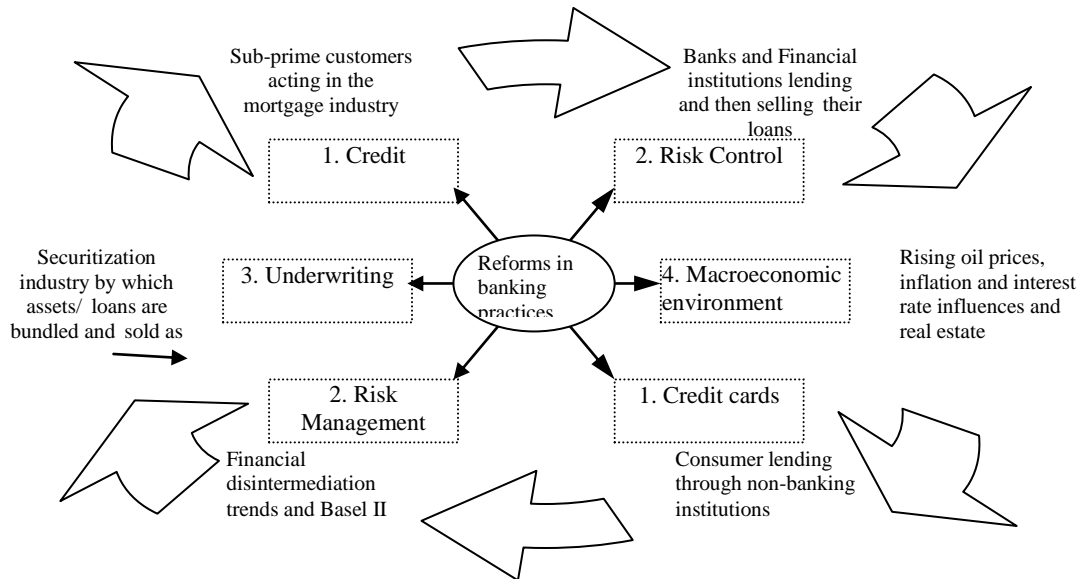 Sub-prime customers
acting in the
mortgage industry
Banks and Financial
institutions lending
and then selling their
loans
1. Credit
2. Risk Control
Securitization
industry by which
assets/ loans are
bundled and sold as
3. Underwriting
Reforms in
banking
practices
4. Macroeconomic
environment
Rising oil prices,
inflation and interest
rate influences and
real estate
2. Risk
Management
1. Credit cards
Financial
disintermediation
trends and Basel II
Consumer lending
through non-banking
institutions